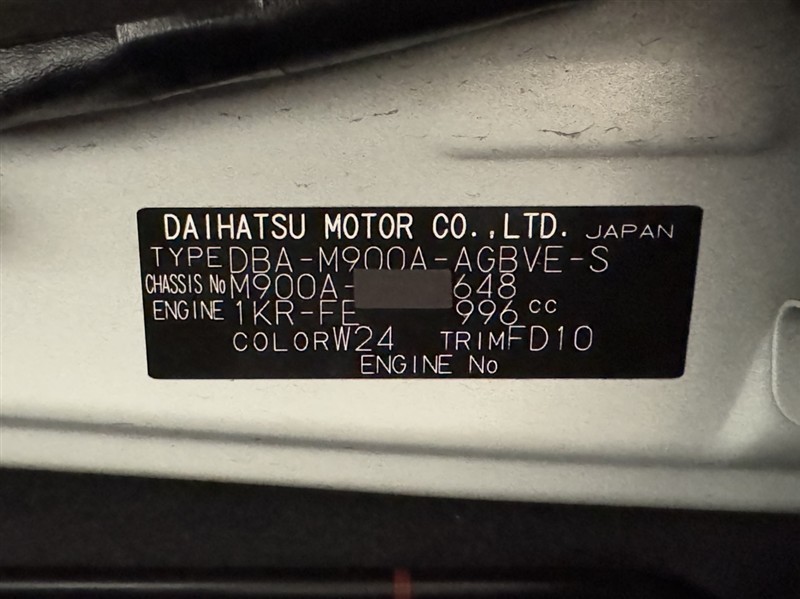 DAIHATSU MOTOR CO.,LTD. JAPAN
TYPE DBA-M900A-AGBVE-S
CHASSIS No M900A- 648
ENGINE 1KR-FE 996 cc
COLOR W24 TRIM FD10
ENGINE No